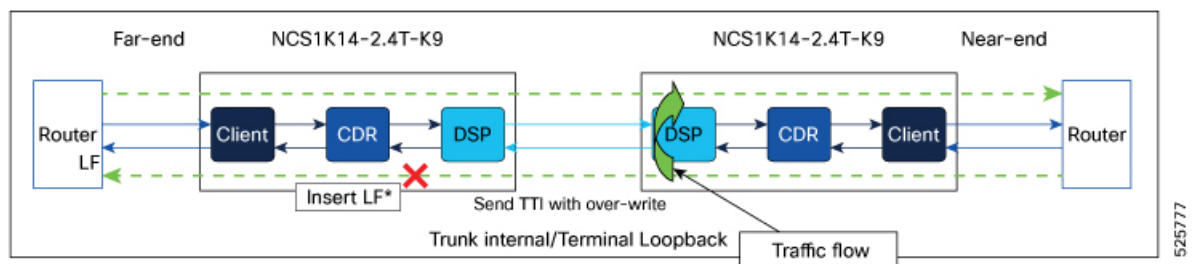 Far-end
NCS1K14-2.4T-K9
NCS1K14-2.4T-K9
Near-end
Router
LF
Client
CDR
DSP
DSP
CDR
Client
Router
Insert LF*
Send TTI with over-write
Trunk internal/Terminal Loopback
Traffic flow
525777